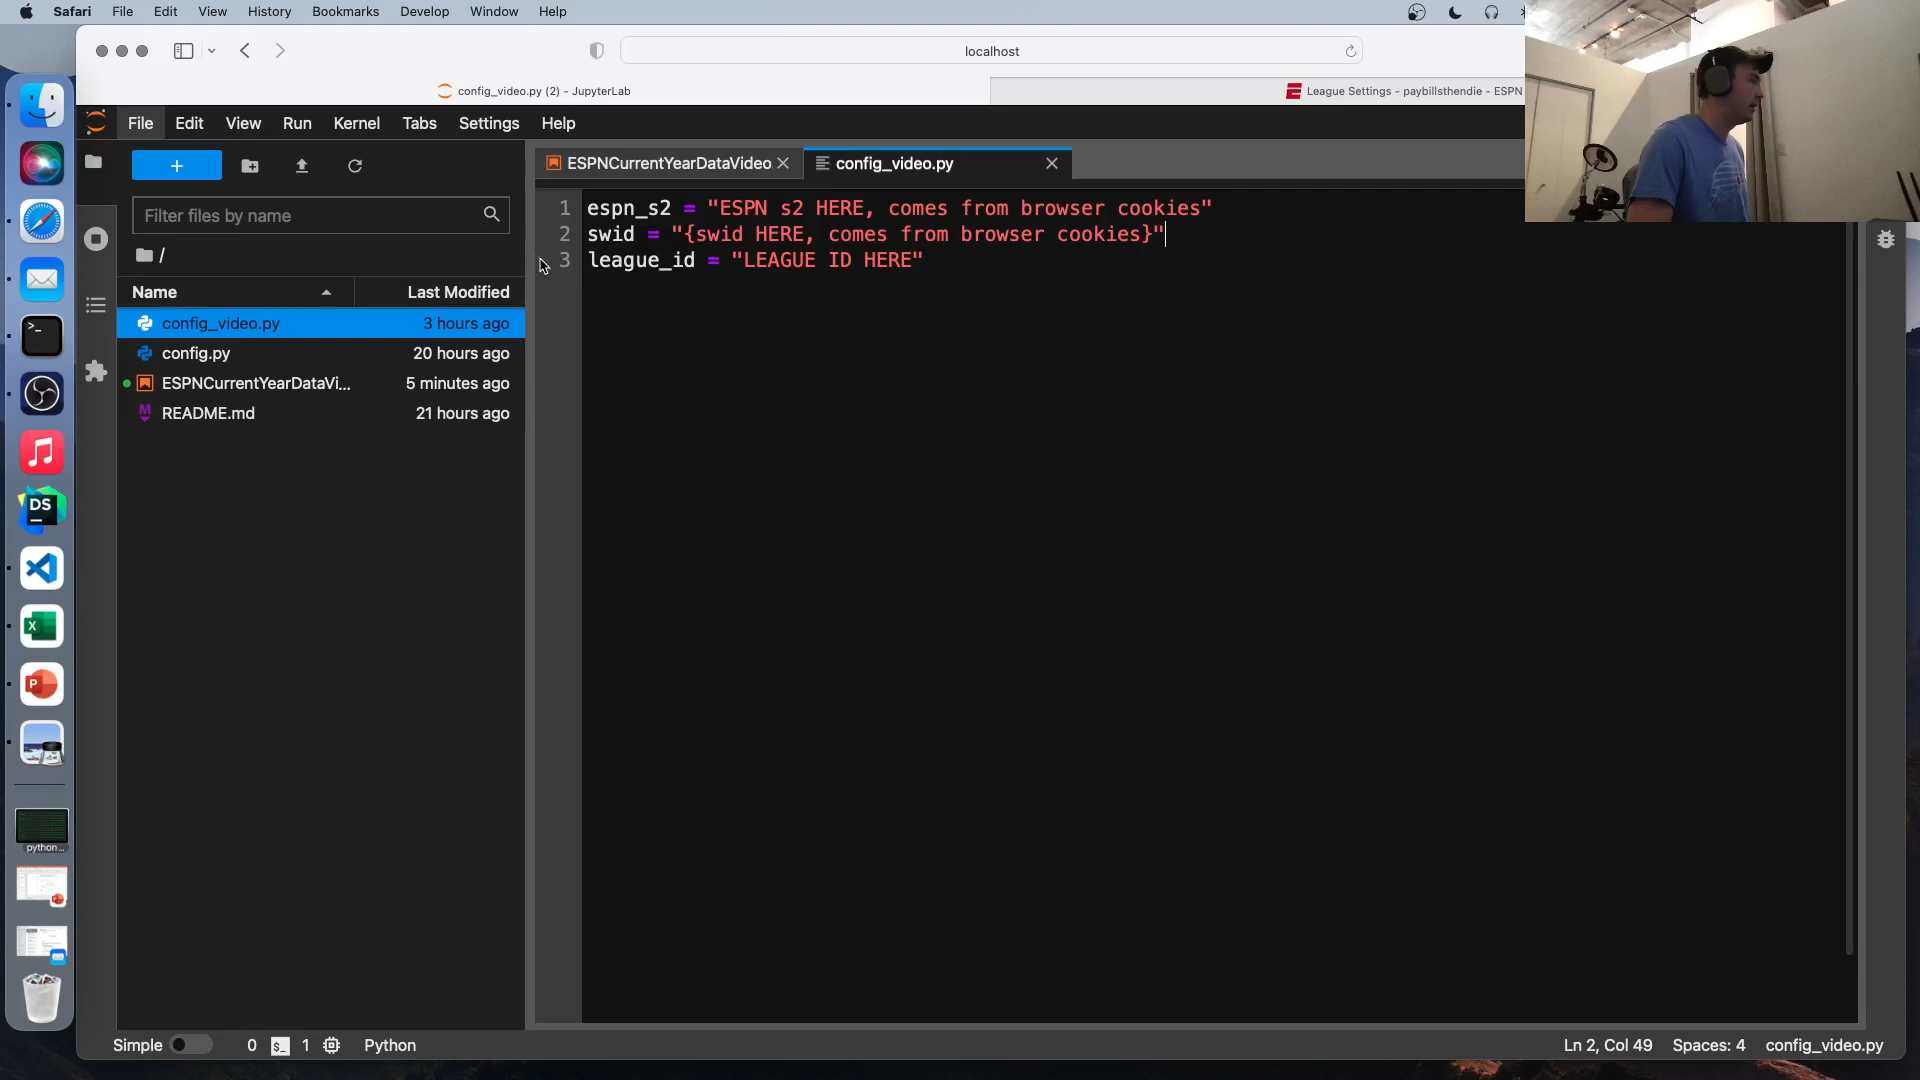 Safari File Edit View History Bookmarks Develop Window Help
localhost
config_video.py (2) - JupyterLab
League Settings - paybillsthendie - ESPN
File Edit View Run Kernel Tabs Settings Help
+
ESPNCurrentYearDataVideo
config_video.py
Filter files by name
/
Name Last Modified
config_video.py 3 hours ago
config.py 20 hours ago
ESPNCurrentYearDataVi... 5 minutes ago
M README.md 21 hours ago
1 espn_s2 = "ESPN s2 HERE, comes from browser cookies"
2 swid = "{swid HERE, comes from browser cookies}"
3 league_id = "LEAGUE ID HERE"
>_
DS
X
P
python...
Simple 0 $_ 1 Python
Ln 2, Col 49 Spaces: 4 config_video.py